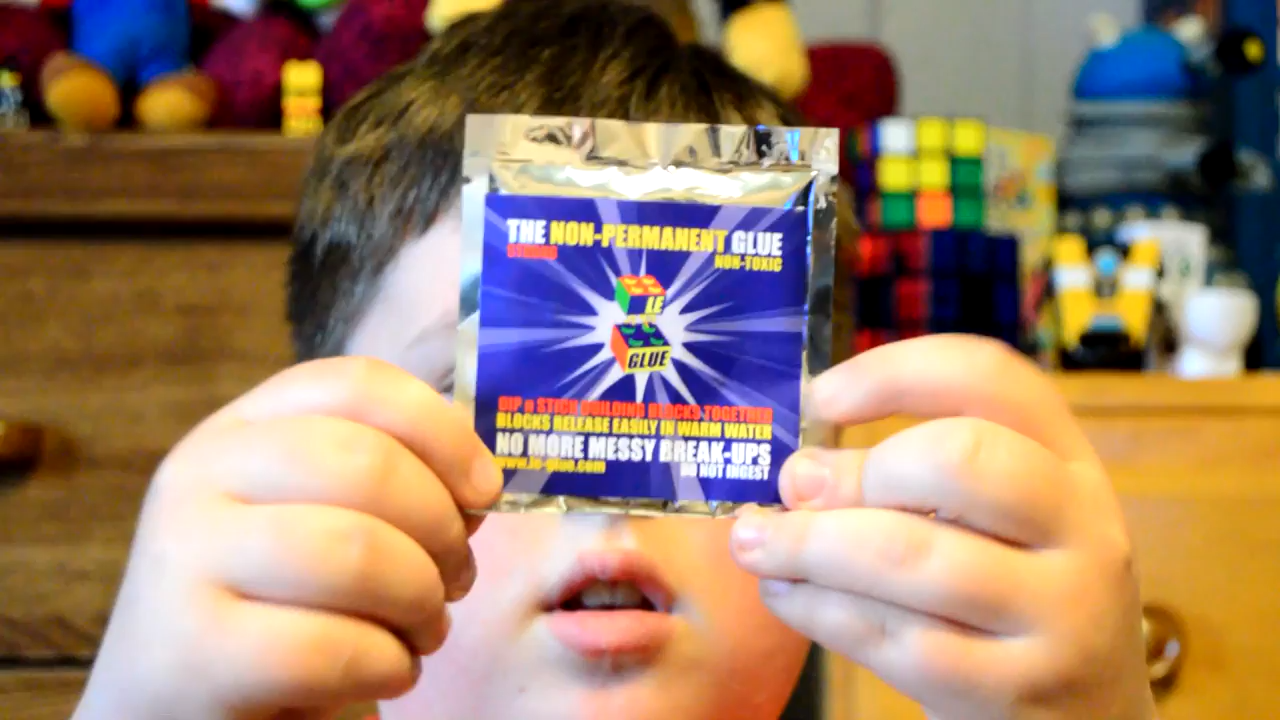 THE NON-PERMANENT GLUE
STRONG NON-TOXIC
LE
GLUE
DIP n STICK BUILDING BLOCKS TOGETHER
BLOCKS RELEASE EASILY IN WARM WATER
NO MORE MESSY BREAK-UPS
www.le-glue.com DO NOT INGEST